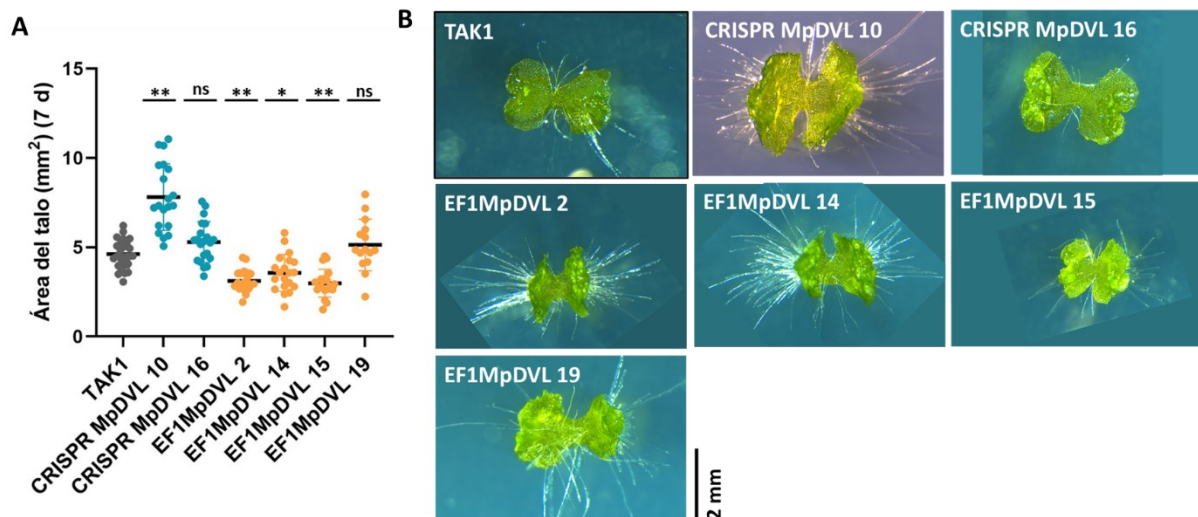 A
Área del talo (mm²) (7 d)
15
10
5
0
** ns ** * ** ns
TAK1
CRISPR MpDVL 10
CRISPR MpDVL 16
EF1MpDVL 2
EF1MpDVL 14
EF1MpDVL 15
EF1MpDVL 19
B
TAK1
CRISPR MpDVL 10
CRISPR MpDVL 16
EF1MpDVL 2
EF1MpDVL 14
EF1MpDVL 15
EF1MpDVL 19
2 mm